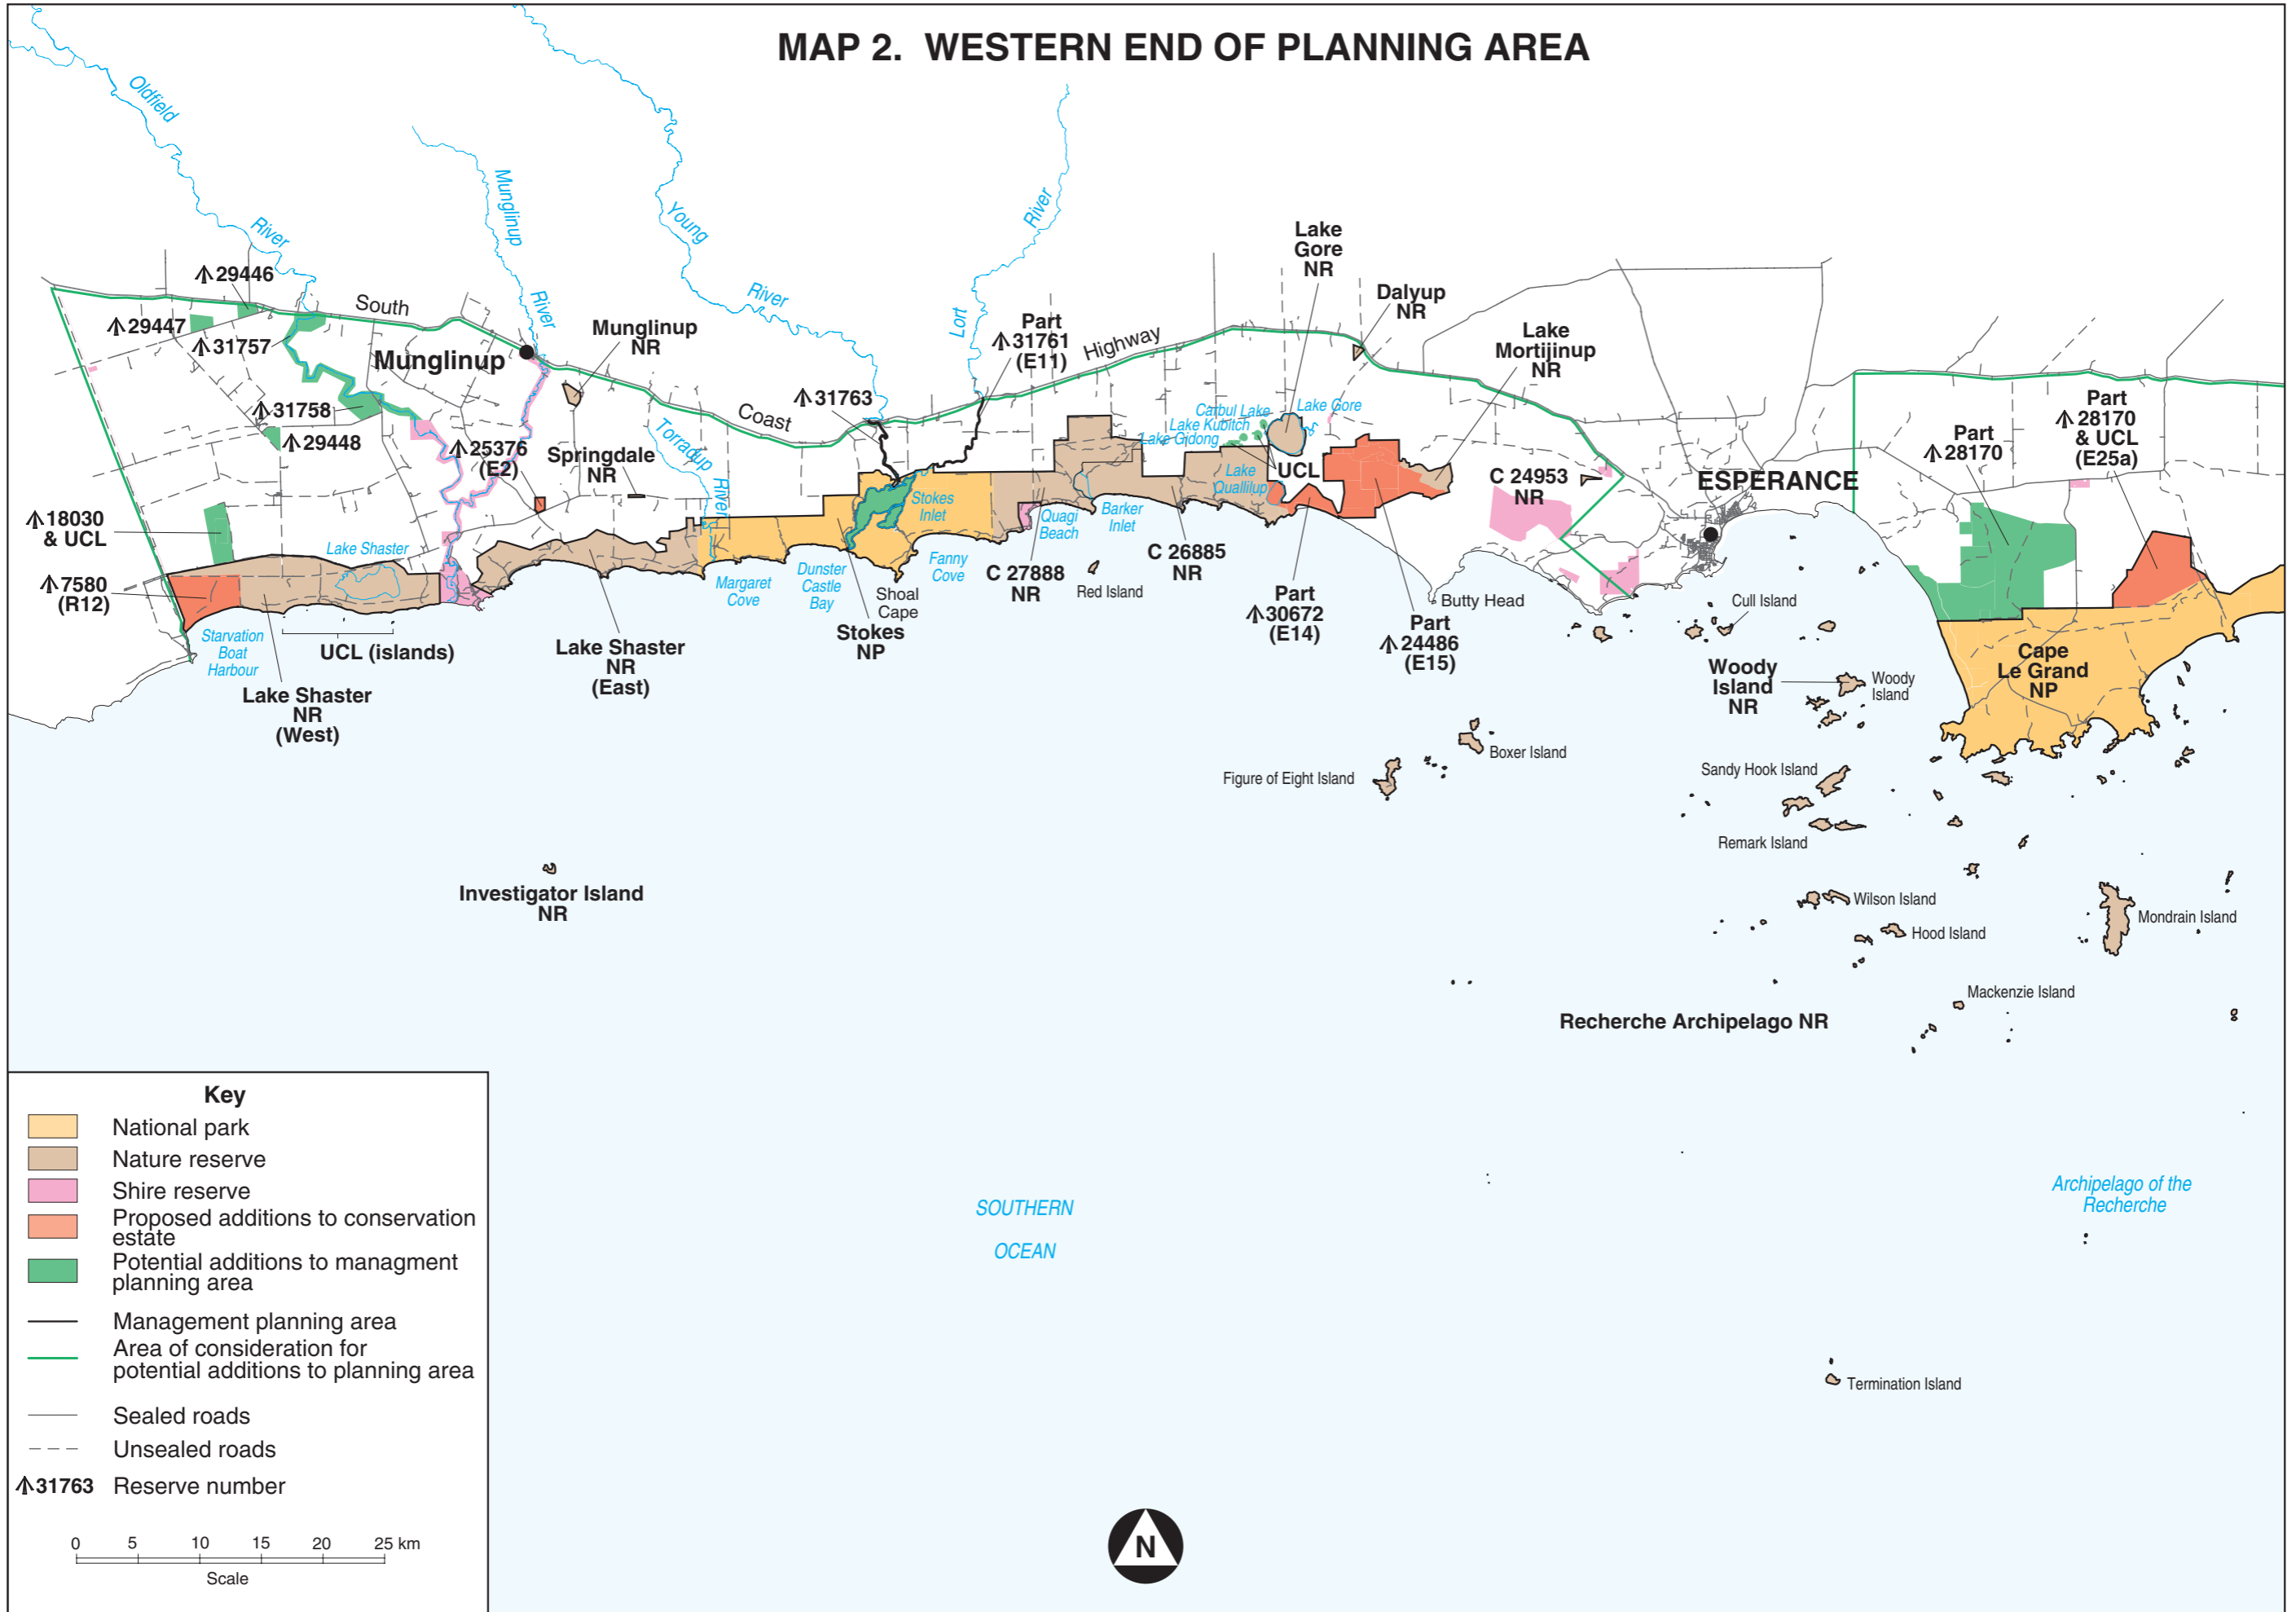 MAP 2.  WESTERN END OF PLANNING AREA
Oldfield
River
Munglinup
River
Young
River
Lort
River
29446
29447
31757
South
Munglinup
Munglinup
NR
31758
29448
25376
(E2)
Springdale
NR
Torradup
River
Coast
31763
Part
31761
(E11)
Highway
Lake
Gore
NR
Dalyup
NR
Lake
Mortijinup
NR
Carbul Lake
Lake Kubitch
Lake Gidong
Lake Gore
UCL
Lake
Quallilup
C 24953
NR
ESPERANCE
Part
28170
Part
28170
& UCL
(E25a)
18030
& UCL
7580
(R12)
Lake Shaster
Starvation
Boat
Harbour
UCL (islands)
Lake Shaster
NR
(West)
Lake Shaster
NR
(East)
Margaret
Cove
Dunster
Castle
Bay
Stokes
Inlet
Fanny
Cove
Shoal
Cape
Stokes
NP
Quagi
Beach
Barker
Inlet
C 27888
NR
Red Island
C 26885
NR
Part
30672
(E14)
Part
24486
(E15)
Butty Head
Cull Island
Woody
Island
NR
Woody
Island
Cape
Le Grand
NP
Boxer Island
Figure of Eight Island
Sandy Hook Island
Remark Island
Investigator Island
NR
Wilson Island
Hood Island
Mondrain Island
Mackenzie Island
Recherche Archipelago NR
SOUTHERN
OCEAN
Archipelago of the
Recherche
Termination Island
Key
National park
Nature reserve
Shire reserve
Proposed additions to conservation
estate
Potential additions to managment
planning area
Management planning area
Area of consideration for
potential additions to planning area
Sealed roads
Unsealed roads
31763 Reserve number
0 5 10 15 20 25 km
Scale
N